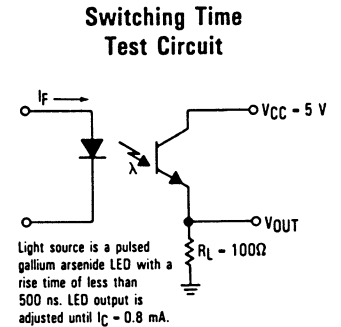 Switching Time
Test Circuit
IF
VCC - 5 V
λ
VOUT
RL - 100Ω
Light source is a pulsed
gallium arsenide LED with a
rise time of less than
500 ns. LED output is
adjusted until IC - 0.8 mA.